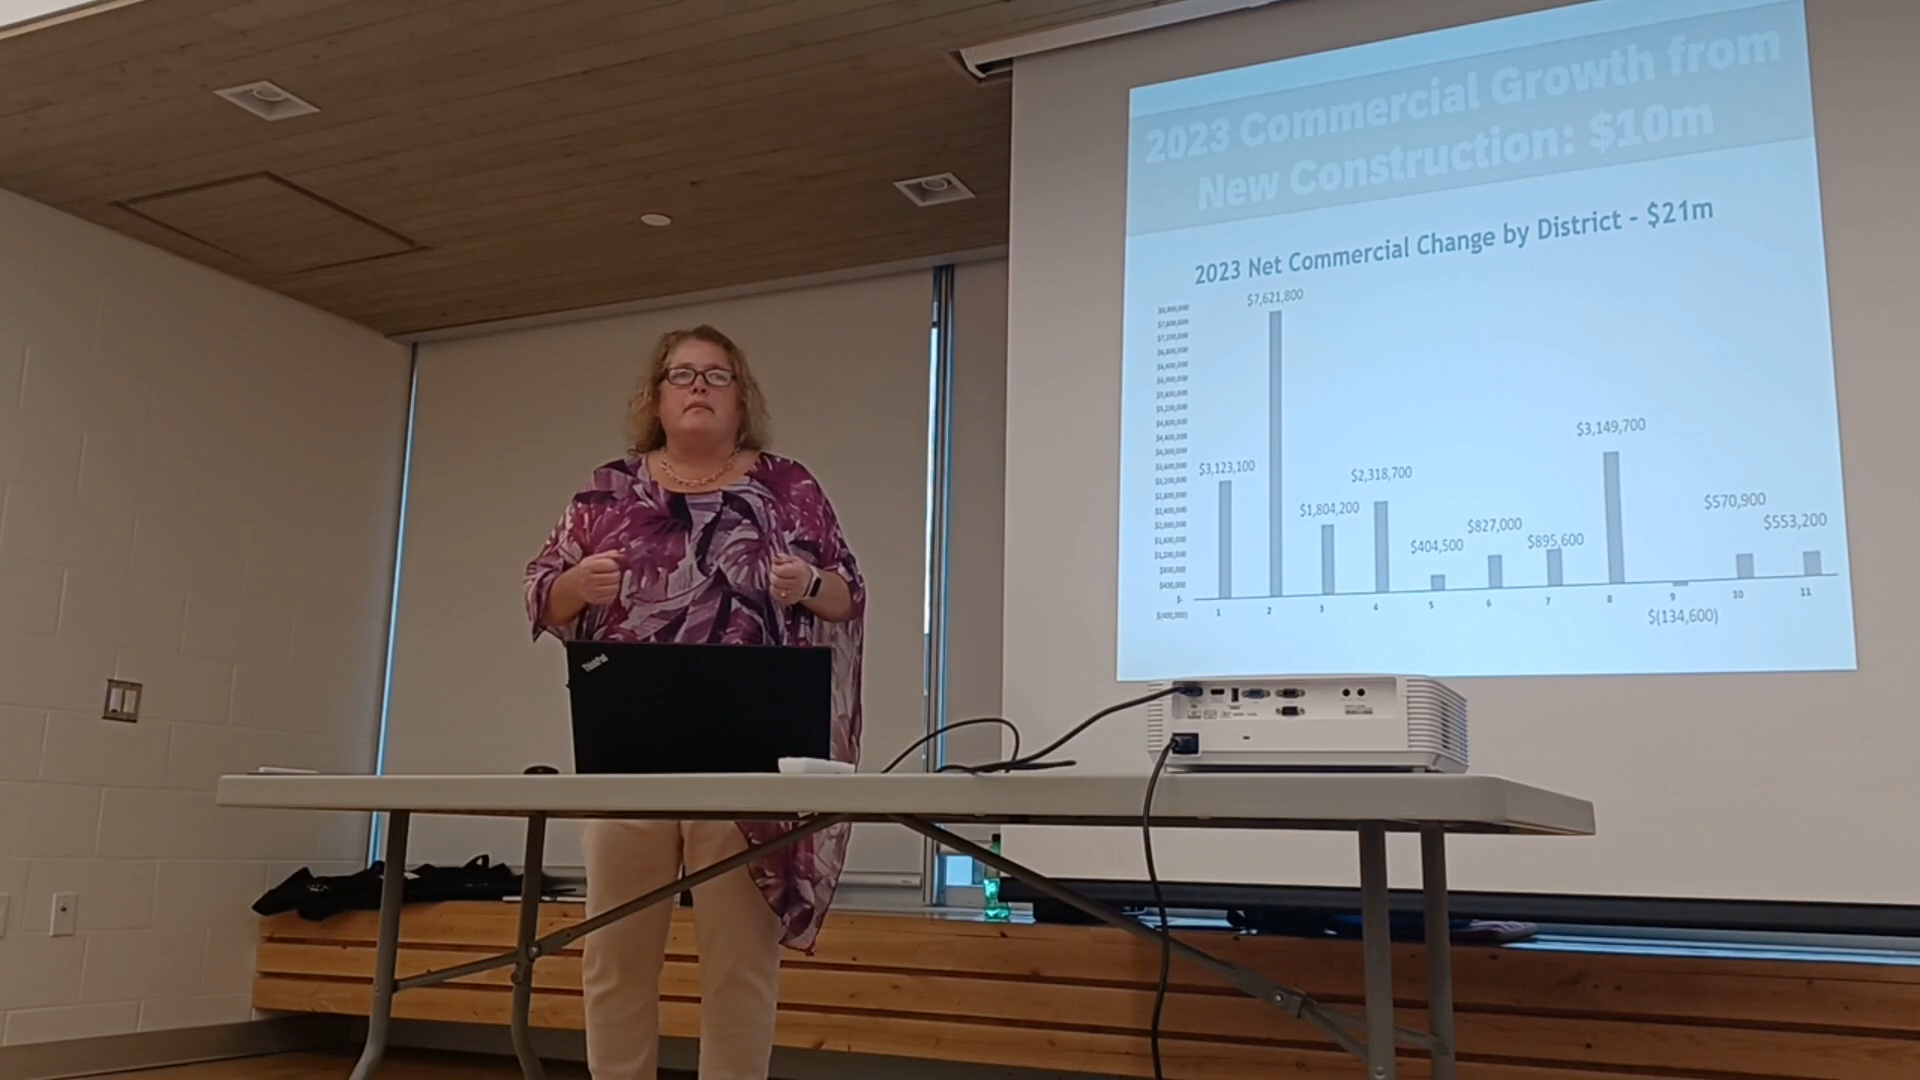 2023 Commercial Growth from
New Construction: $10m
2023 Net Commercial Change by District - $21m
$7,621,800
$3,123,100
$1,804,200
$2,318,700
$404,500
$827,000
$895,600
$3,149,700
$(134,600)
$570,900
$553,200
1 2 3 4 5 6 7 8 9 10 11
ThinkPad